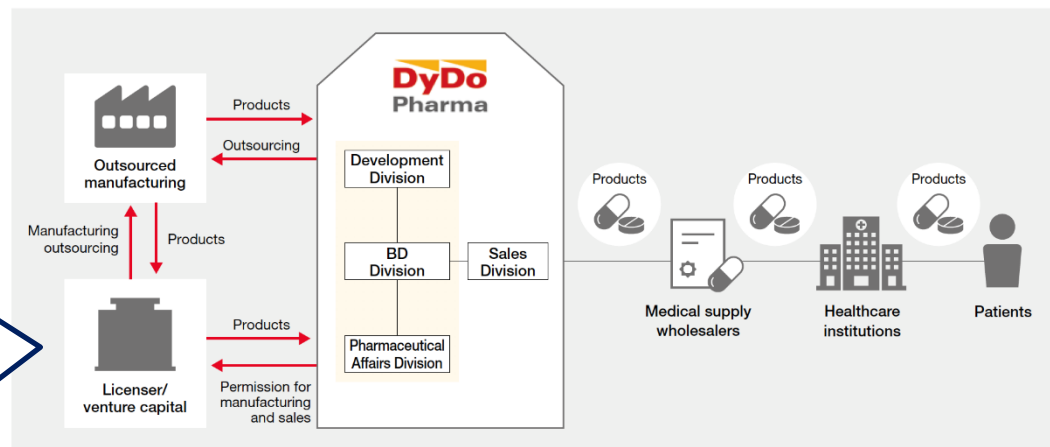 DyDo
Pharma
Products
Outsourcing
Outsourced
manufacturing
Manufacturing
outsourcing
Products
Licenser/
venture capital
Products
Permission for
manufacturing
and sales
Development
Division
BD
Division
Sales
Division
Pharmaceutical
Affairs Division
Products
Products
Products
Medical supply
wholesalers
Healthcare
institutions
Patients